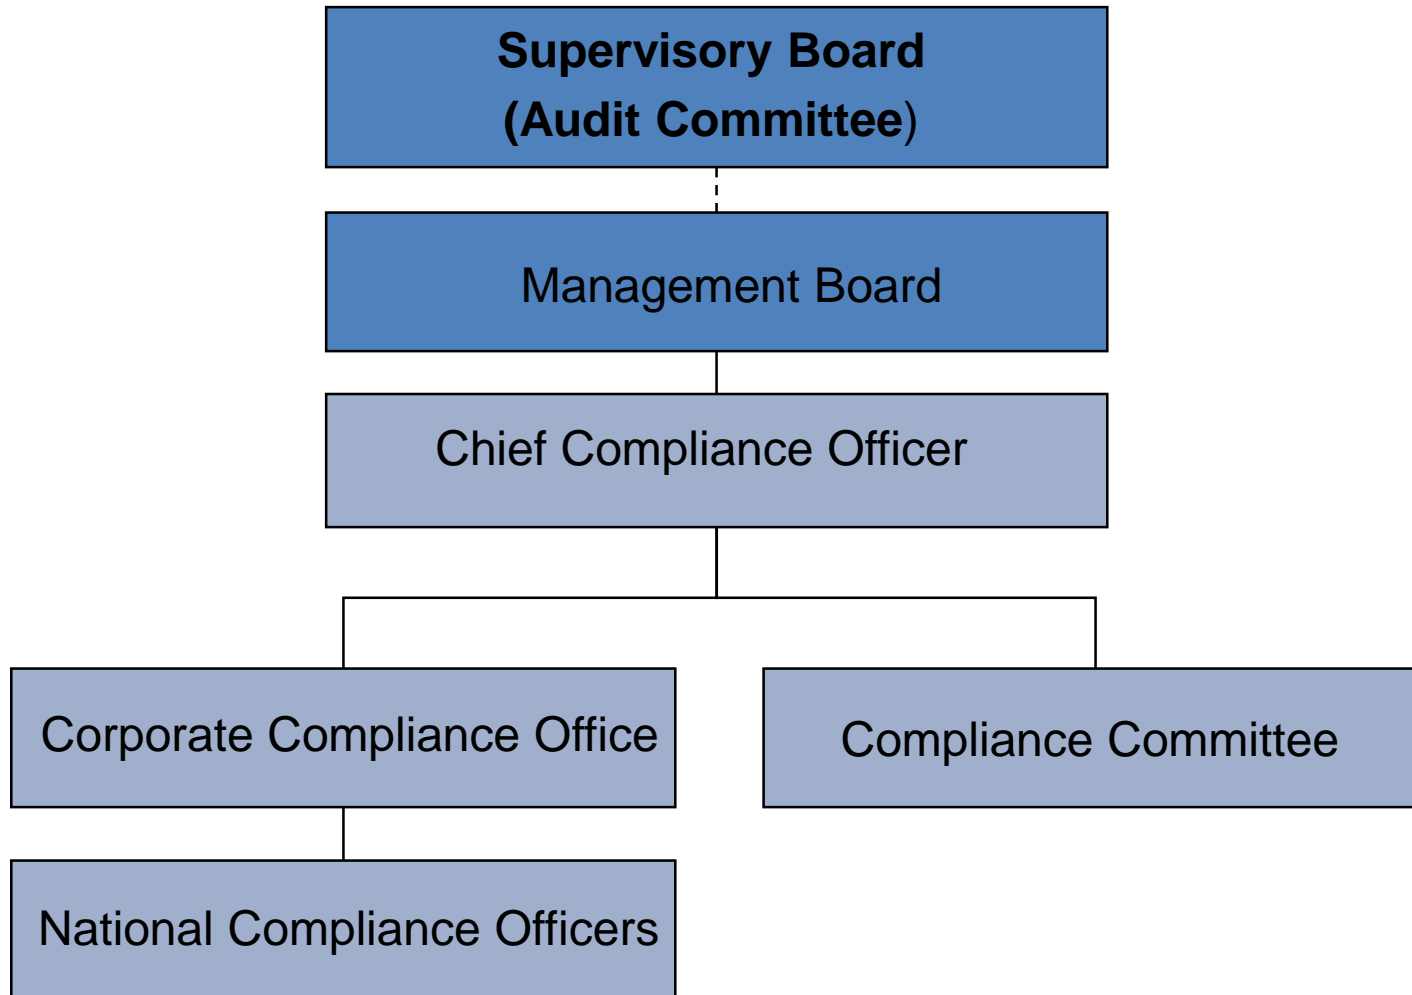 Supervisory Board
(Audit Committee)
Management Board
Chief Compliance Officer
Corporate Compliance Office
Compliance Committee
National Compliance Officers